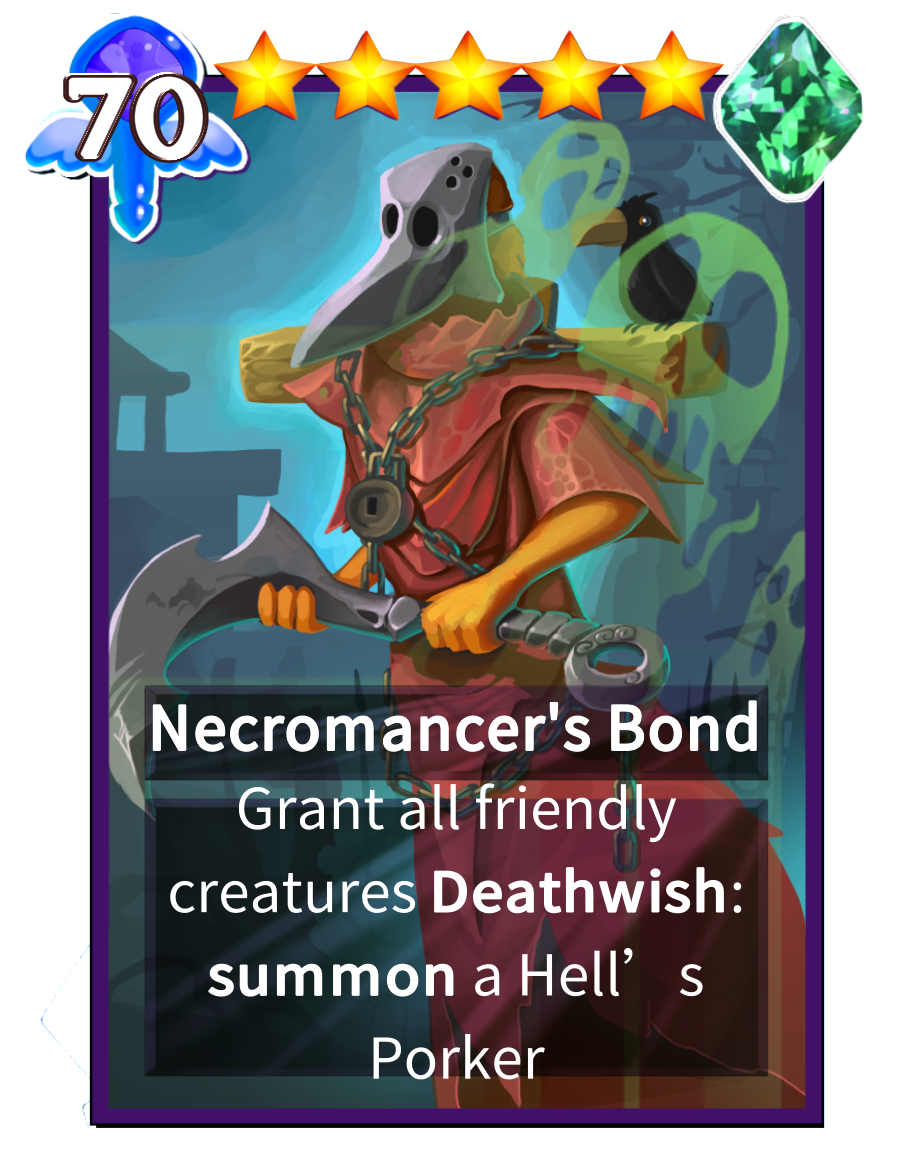 70
Necromancer's Bond
Grant all friendly
creatures Deathwish:
summon a Hell’s
Porker